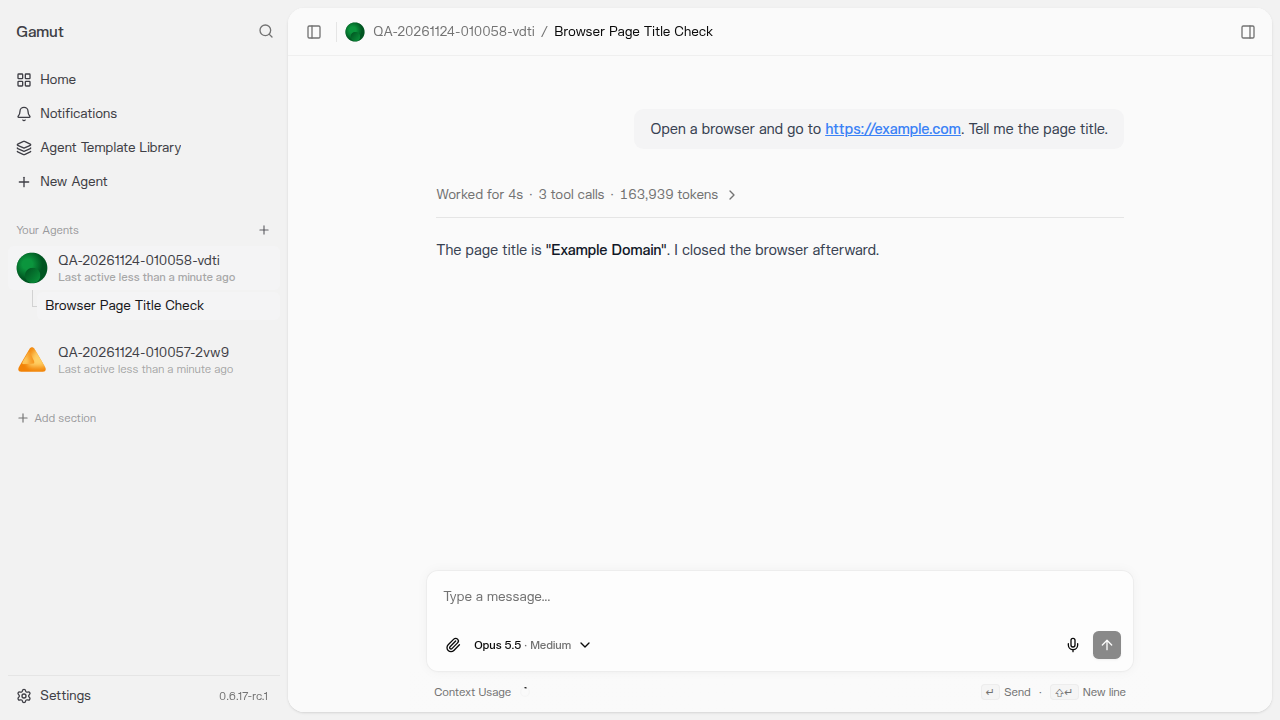 Gamut
Home
Notifications
Agent Template Library
New Agent
Your Agents
QA-20261124-010058-vdti
Last active less than a minute ago
Browser Page Title Check
QA-20261124-010057-2vw9
Last active less than a minute ago
Add section
Settings
0.6.17-rc.1
QA-20261124-010058-vdti / Browser Page Title Check
Open a browser and go to https://example.com. Tell me the page title.
Worked for 4s · 3 tool calls · 163,939 tokens
The page title is "Example Domain". I closed the browser afterward.
Type a message...
Opus 5.5 · Medium
Context Usage
Send · New line